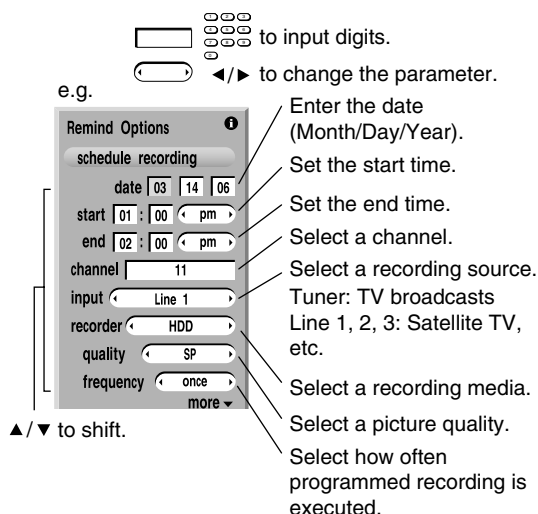 to input digits.
◄/► to change the parameter.
e.g.
Remind Options
schedule recording
date 03 14 06
start 01 : 00 pm
end 02 : 00 pm
channel 11
input Line 1
recorder HDD
quality SP
frequency once
more ▼
▲/▼ to shift.
Enter the date
(Month/Day/Year).
Set the start time.
Set the end time.
Select a channel.
Select a recording source.
Tuner: TV broadcasts
Line 1, 2, 3: Satellite TV,
etc.
Select a recording media.
Select a picture quality.
Select how often
programmed recording is
executed.